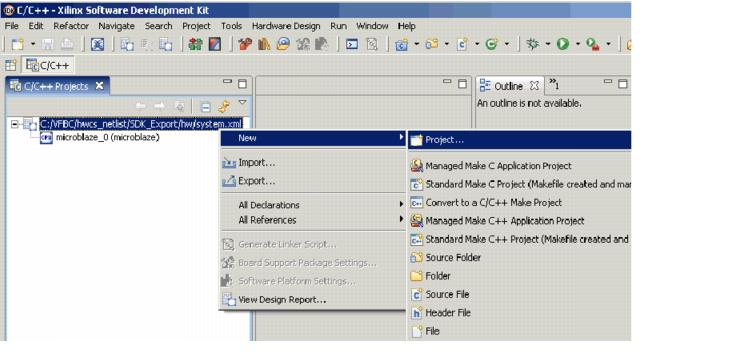 C/C++ - Xilinx Software Development Kit
File Edit Refactor Navigate Search Project Tools Hardware Design Run Window Help
C/C++
C/C++ Projects
Outline
An outline is not available.
C:/VFBC/hwcs_netlist/SDK_Export/hw/system.xml
microblaze_0 (microblaze)
New
Import...
Export...
All Declarations
All References
Generate Linker Script...
Board Support Package Settings...
Software Platform Settings...
View Design Report...
Project...
Managed Make C Application Project
Standard Make C Project (Makefile created and mar
Convert to a C/C++ Make Project
Managed Make C++ Application Project
Standard Make C++ Project (Makefile created and
Source Folder
Folder
Source File
Header File
File